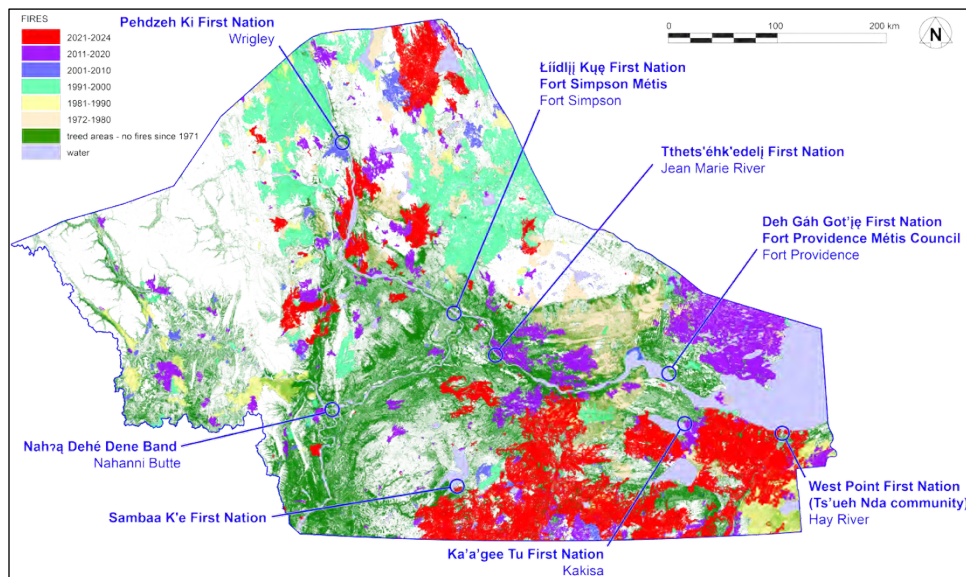 FIRES
2021-2024
2011-2020
2001-2010
1991-2000
1981-1990
1972-1980
treed areas - no fires since 1971
water
0 100 200 km
N
Pehdzeh Ki First Nation
Wrigley
Łíídlįį Kųę First Nation
Fort Simpson Métis
Fort Simpson
Tthets'éhk'edelį First Nation
Jean Marie River
Deh Gáh Got'įę First Nation
Fort Providence Métis Council
Fort Providence
Nahɂą Dehé Dene Band
Nahanni Butte
Sambaa K'e First Nation
Ka'a'gee Tu First Nation
Kakisa
West Point First Nation
(Ts'ueh Nda community)
Hay River